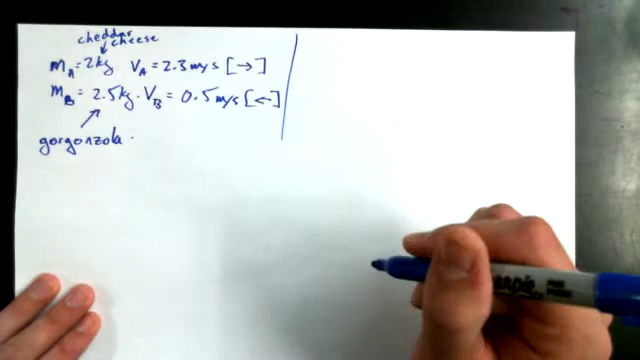 cheddar
cheese
mA = 2kg VA = 2.3 m/s [→]
mB = 2.5kg. VB = 0.5 m/s [←]
gorgonzola.